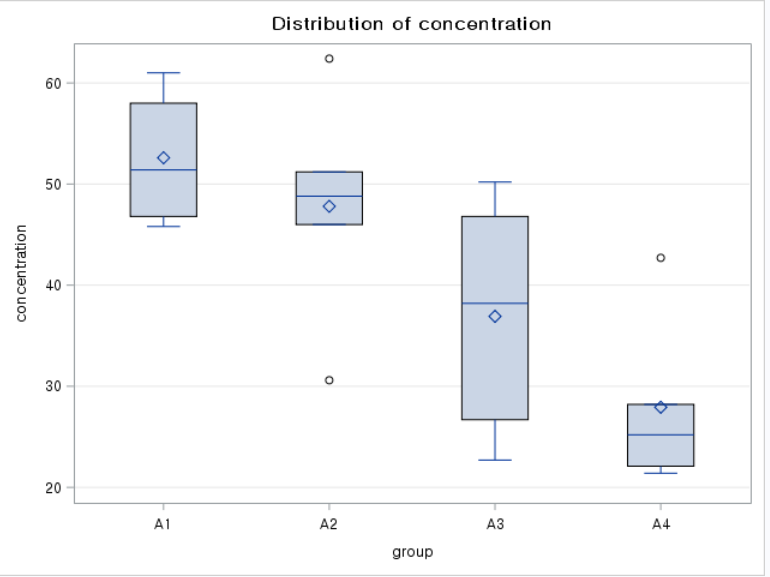 Distribution of concentration
60
50
40
30
20
concentration
A1 A2 A3 A4
group